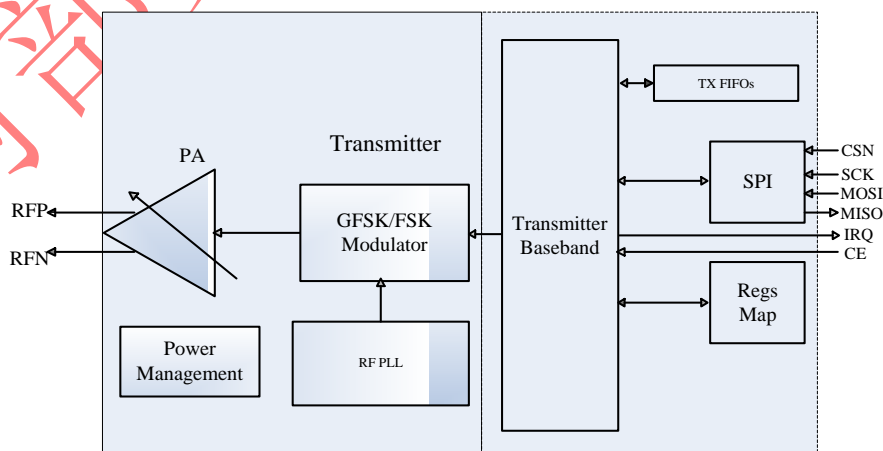 TX FIFOs
CSN
Transmitter
PA
SPI
SCK
MOSI
RFP
GFSK/FSK
Modulator
Transmitter
Baseband
MISO
IRQ
RFN
CE
Regs
Map
Power
Management
RF PLL